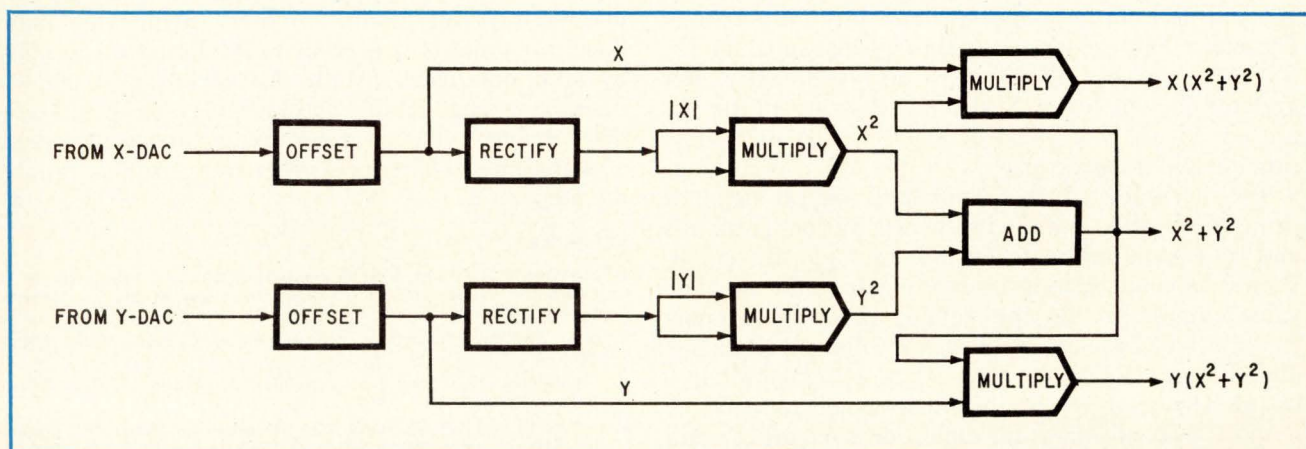 X
MULTIPLY
X(X²+Y²)
|X|
FROM X-DAC
OFFSET
RECTIFY
MULTIPLY
X²
ADD
X²+Y²
|Y|
FROM Y-DAC
OFFSET
RECTIFY
MULTIPLY
Y²
Y
MULTIPLY
Y(X²+Y²)